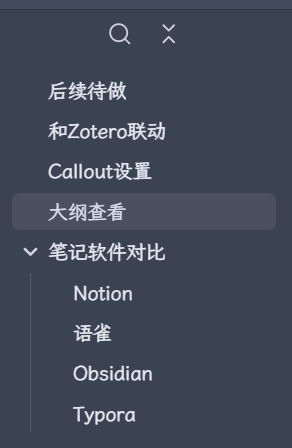 后续待做
和Zotero联动
Callout设置
大纲查看
笔记软件对比
Notion
语雀
Obsidian
Typora